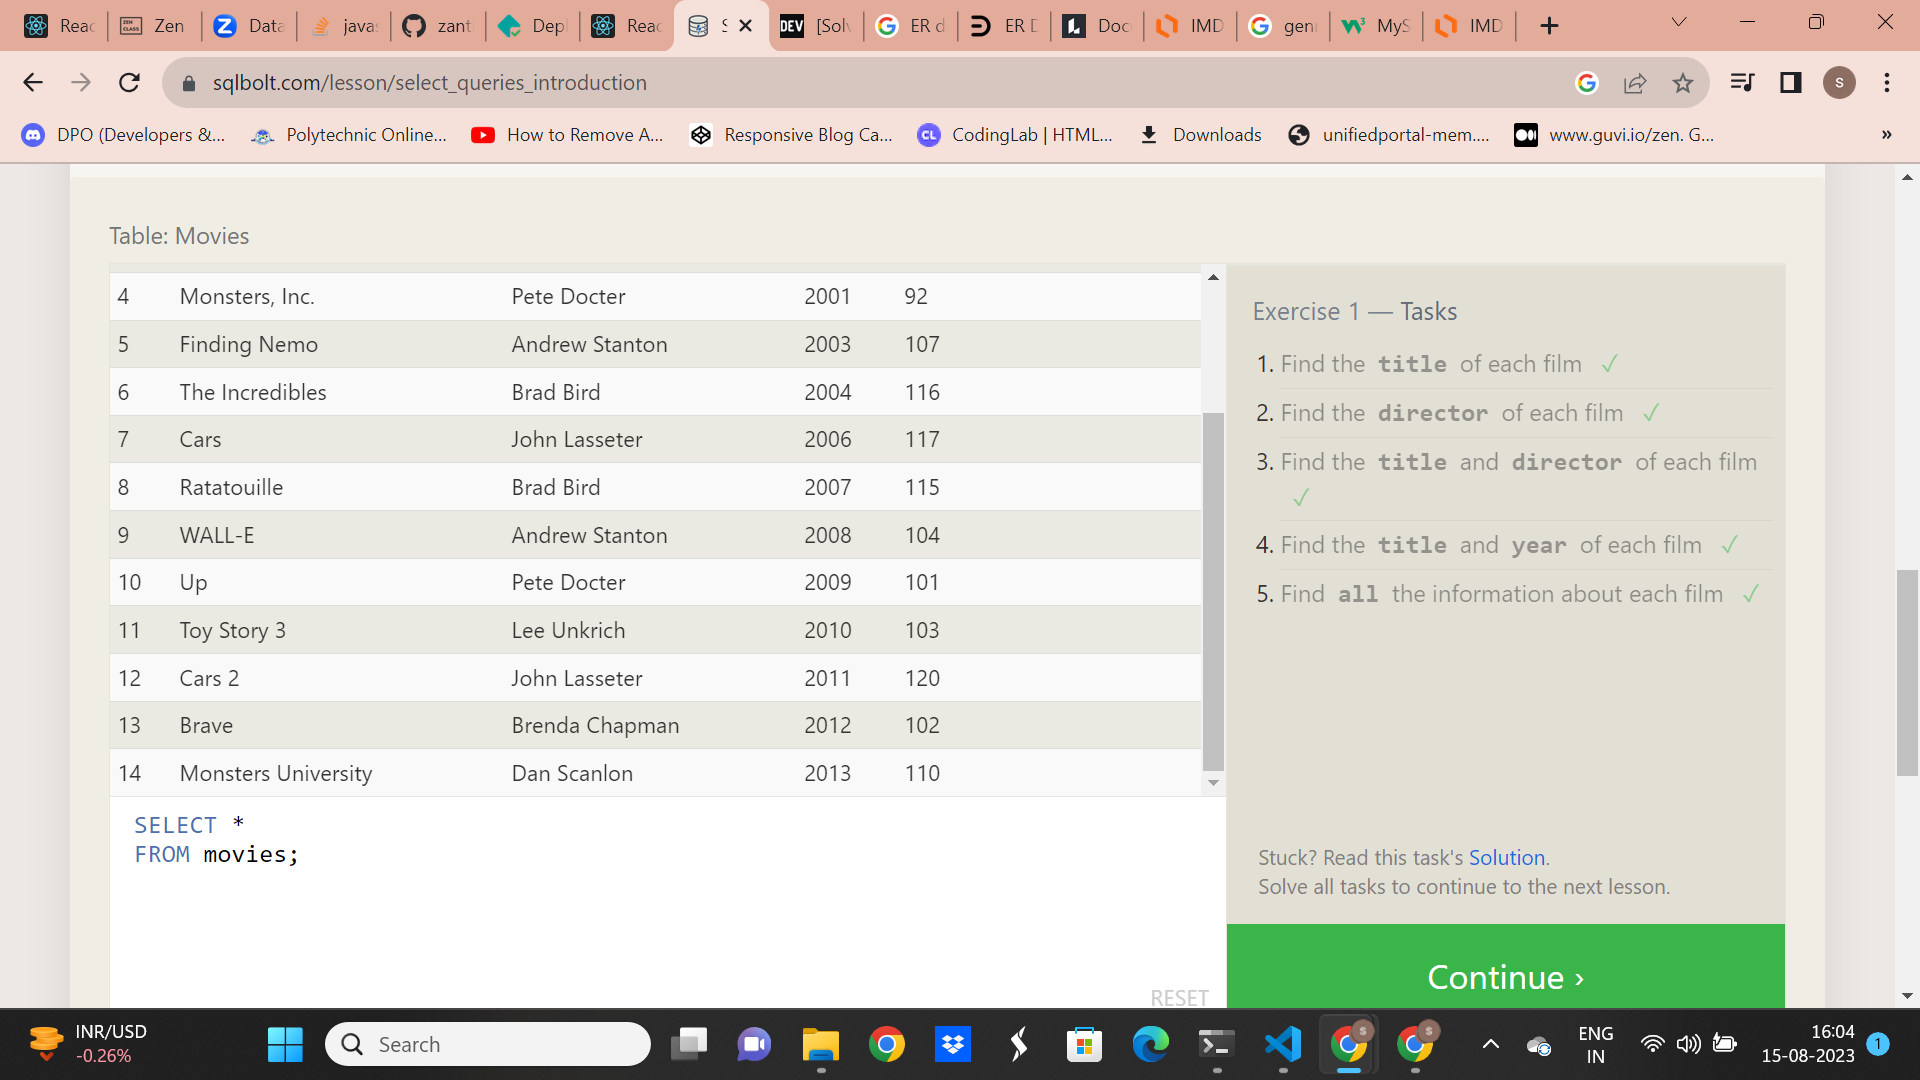 Reac
Zen
Data
javas
zant
Depl
Reac
S
[Solv
ER d
ER D
Doc
IMD
gen
MyS
IMD
sqlbolt.com/lesson/select_queries_introduction
S
DPO (Developers &...
Polytechnic Online...
How to Remove A...
Responsive Blog Ca...
CodingLab | HTML...
Downloads
unifiedportal-mem....
www.guvi.io/zen. G...
»
Table: Movies
4 Monsters, Inc. Pete Docter 2001 92
5 Finding Nemo Andrew Stanton 2003 107
6 The Incredibles Brad Bird 2004 116
7 Cars John Lasseter 2006 117
8 Ratatouille Brad Bird 2007 115
9 WALL-E Andrew Stanton 2008 104
10 Up Pete Docter 2009 101
11 Toy Story 3 Lee Unkrich 2010 103
12 Cars 2 John Lasseter 2011 120
13 Brave Brenda Chapman 2012 102
14 Monsters University Dan Scanlon 2013 110
SELECT *
FROM movies;
RESET
Exercise 1 — Tasks
1. Find the title of each film ✓
2. Find the director of each film ✓
3. Find the title and director of each film
✓
4. Find the title and year of each film ✓
5. Find all the information about each film ✓
Stuck? Read this task's Solution.
Solve all tasks to continue to the next lesson.
Continue ›
INR/USD
-0.26%
Search
ENG
IN
16:04
15-08-2023
1